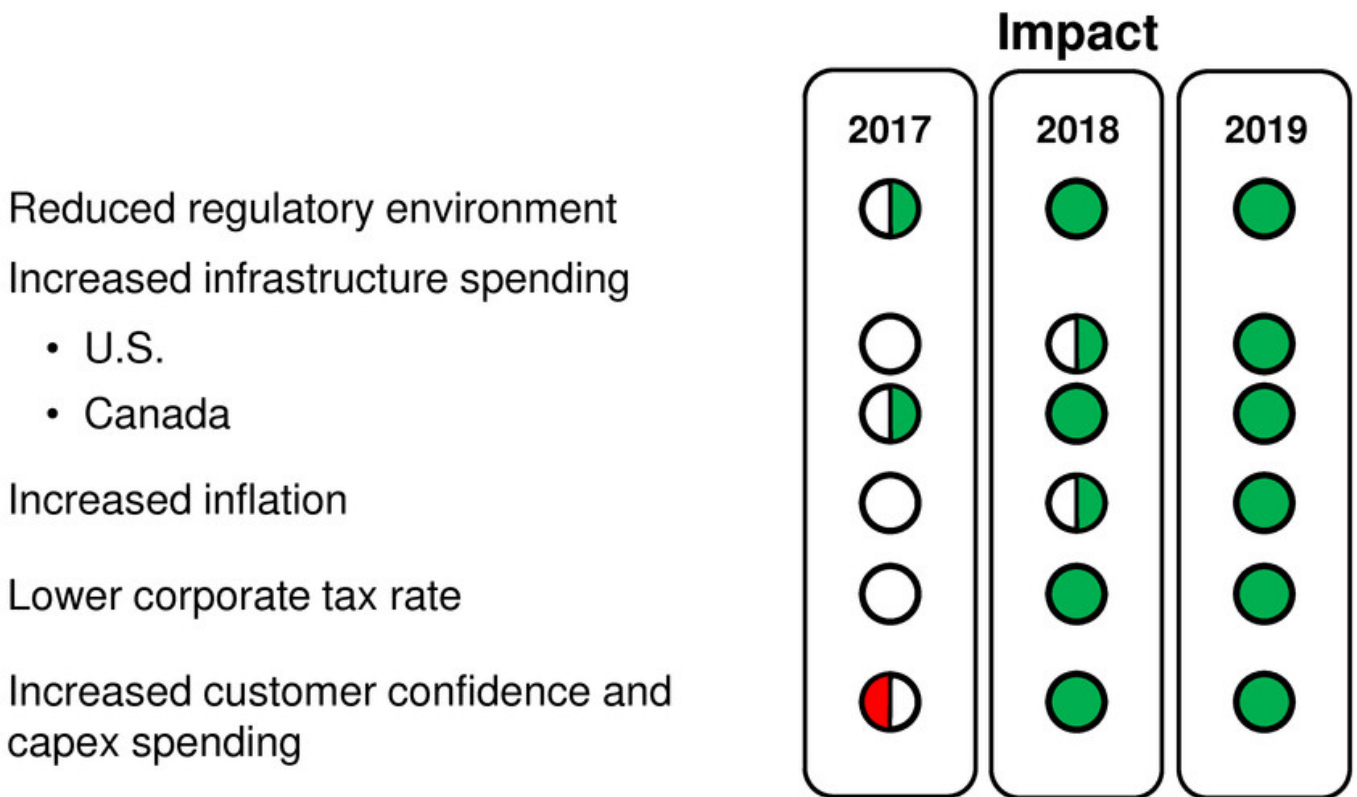 Impact
2017 2018 2019
Reduced regulatory environment
Increased infrastructure spending
• U.S.
• Canada
Increased inflation
Lower corporate tax rate
Increased customer confidence and
capex spending